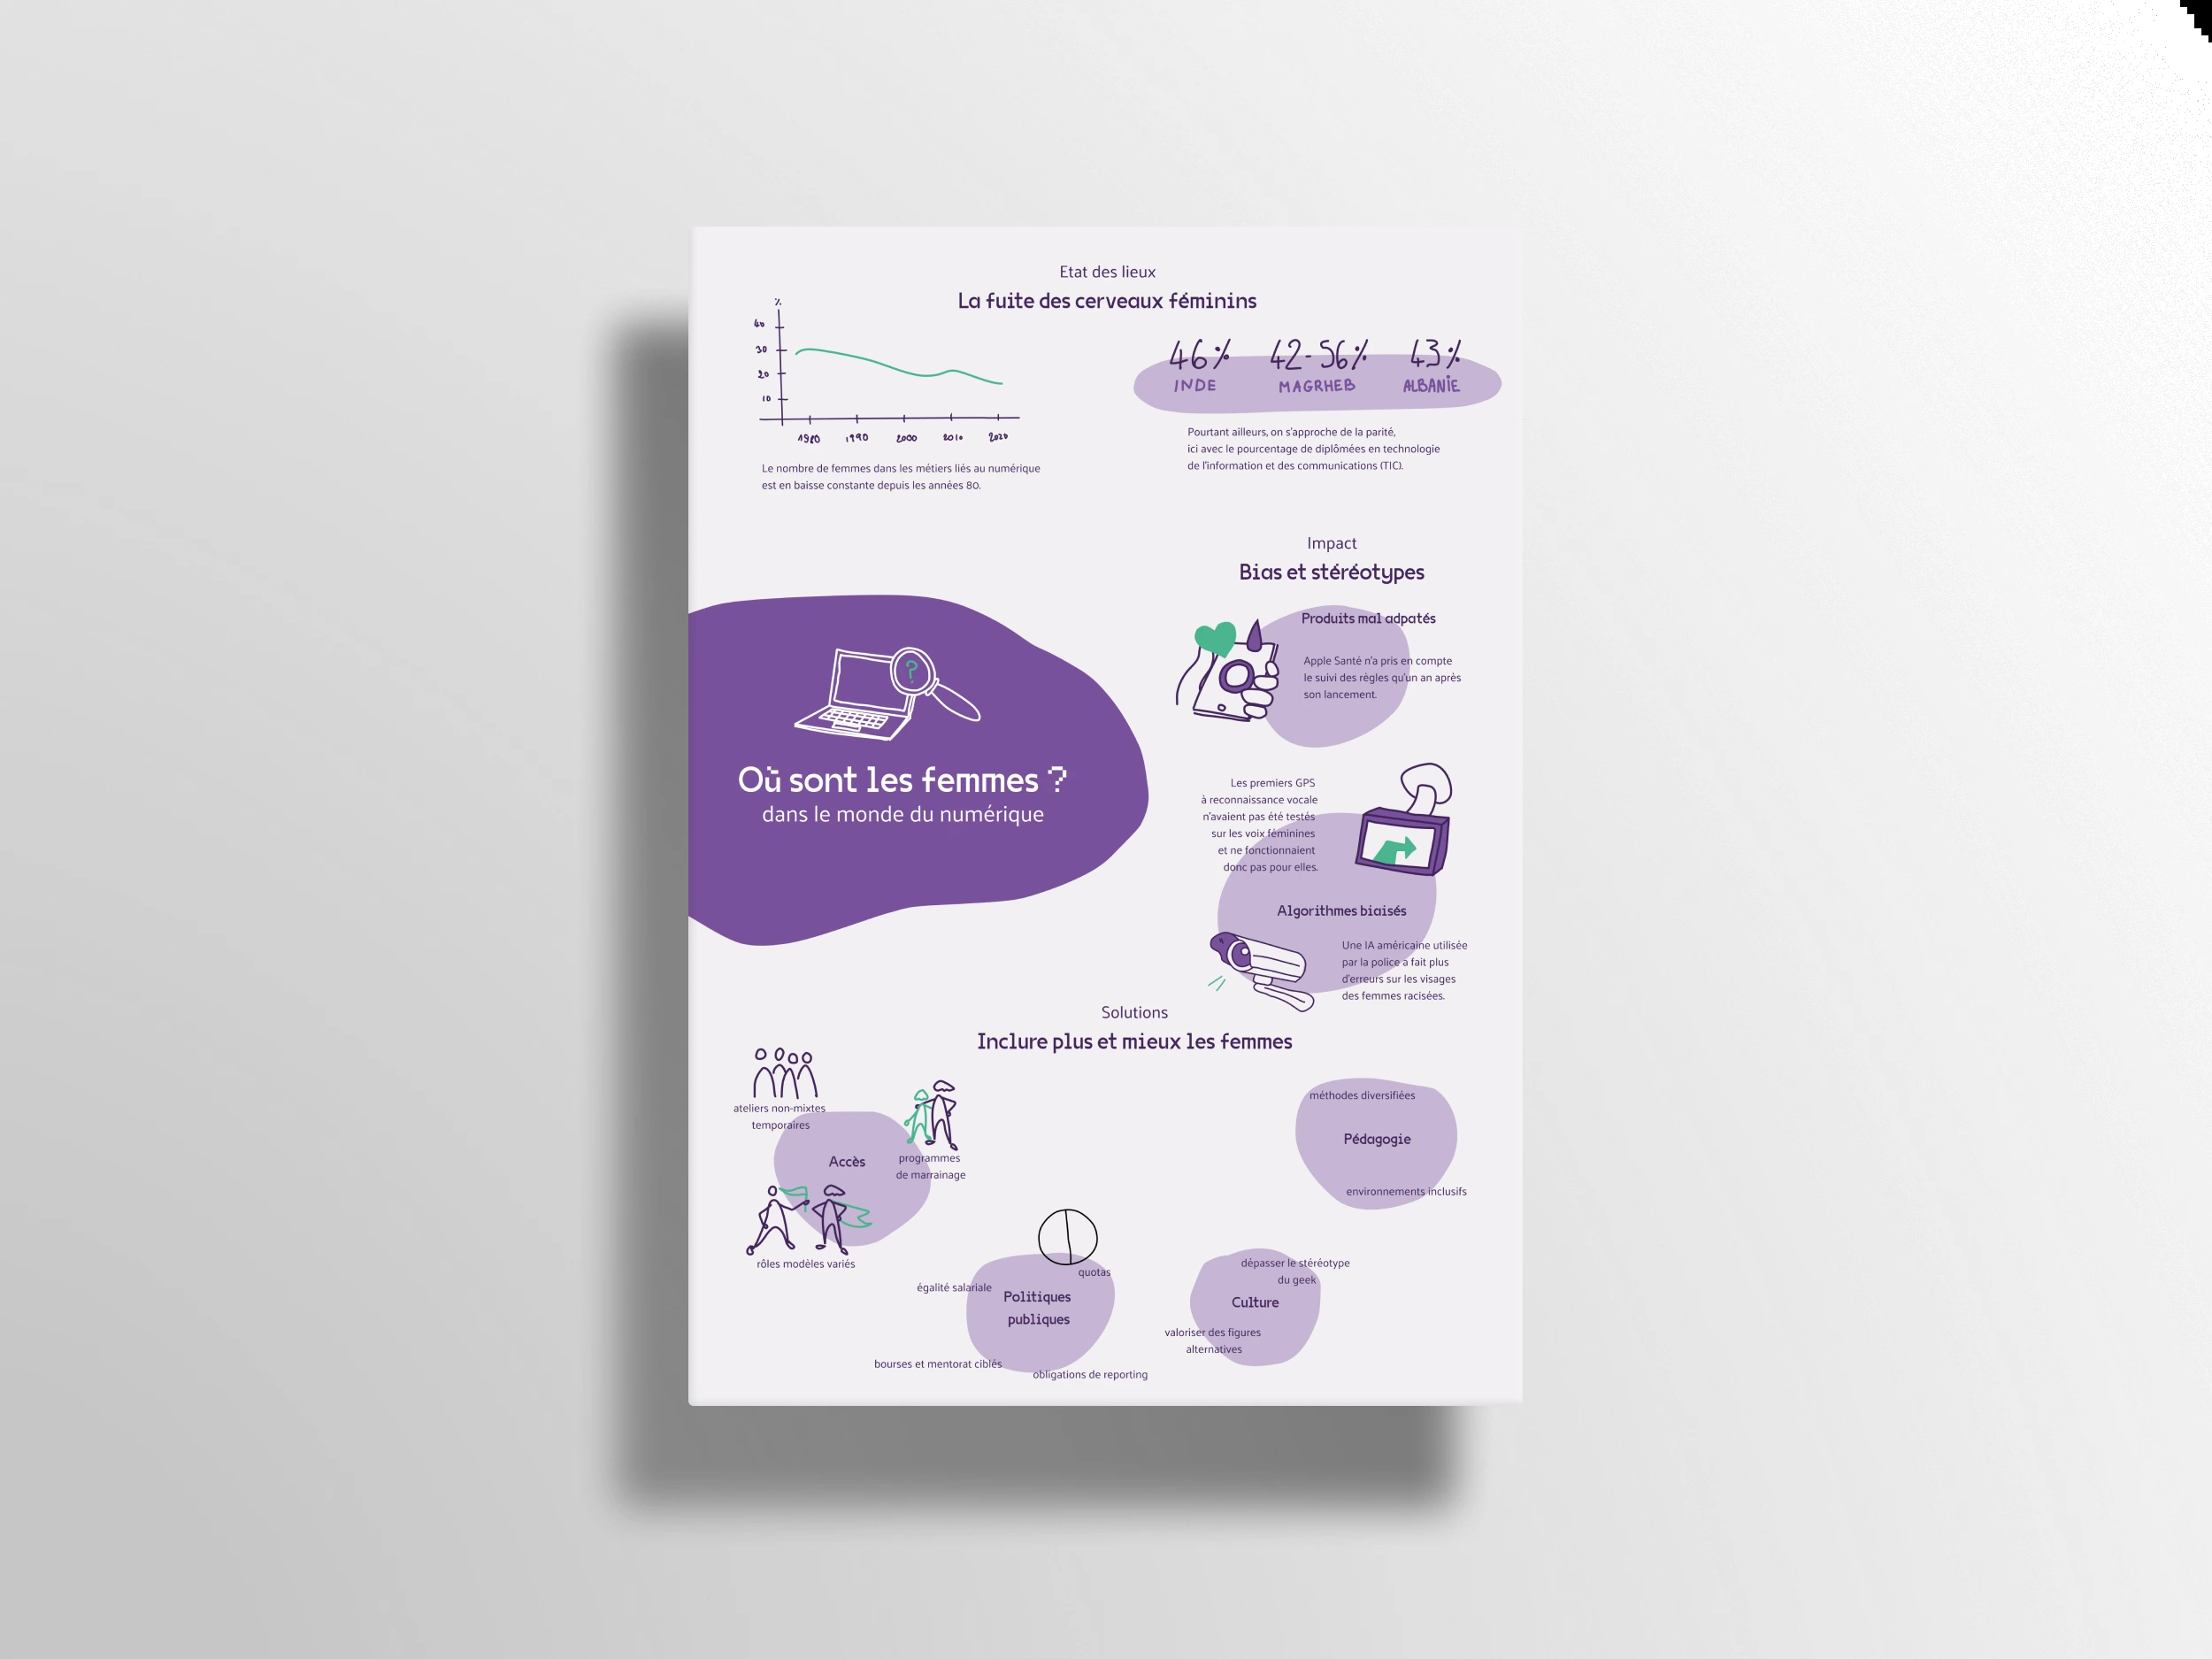 Etat des lieux
La fuite des cerveaux féminins
%
40
30
20
10
1980 1990 2000 2010 2020
Le nombre de femmes dans les métiers liés au numérique
est en baisse constante depuis les années 80.
46% 42-56% 43%
INDE MAGRHEB ALBANIE
Pourtant ailleurs, on s'approche de la parité,
ici avec le pourcentage de diplômées en technologie
de l'information et des communications (TIC).
?
Où sont les femmes ?
dans le monde du numérique
Impact
Bias et stéréotypes
Produits mal adpatés
Apple Santé n'a pris en compte
le suivi des règles qu'un an après
son lancement.
Les premiers GPS
à reconnaissance vocale
n'avaient pas été testés
sur les voix féminines
et ne fonctionnaient
donc pas pour elles.
Algorithmes biaisés
Une IA américaine utilisée
par la police a fait plus
d'erreurs sur les visages
des femmes racisées.
Solutions
Inclure plus et mieux les femmes
ateliers non-mixtes
temporaires
Accès
programmes
de marrainage
rôles modèles variés
quotas
égalité salariale
Politiques
publiques
bourses et mentorat ciblés
obligations de reporting
dépasser le stéréotype
du geek
Culture
valoriser des figures
alternatives
méthodes diversifiées
Pédagogie
environnements inclusifs